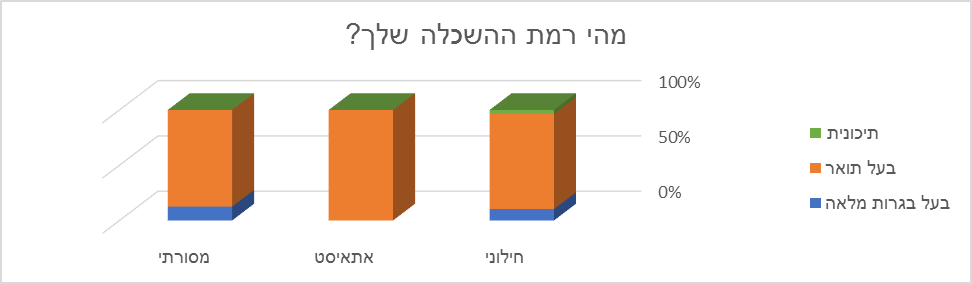 מהי רמת ההשכלה שלך?
100%
50%
0%
תיכונית
בעל תואר
בעל בגרות מלאה
חילוני
אתאיסט
מסורתי